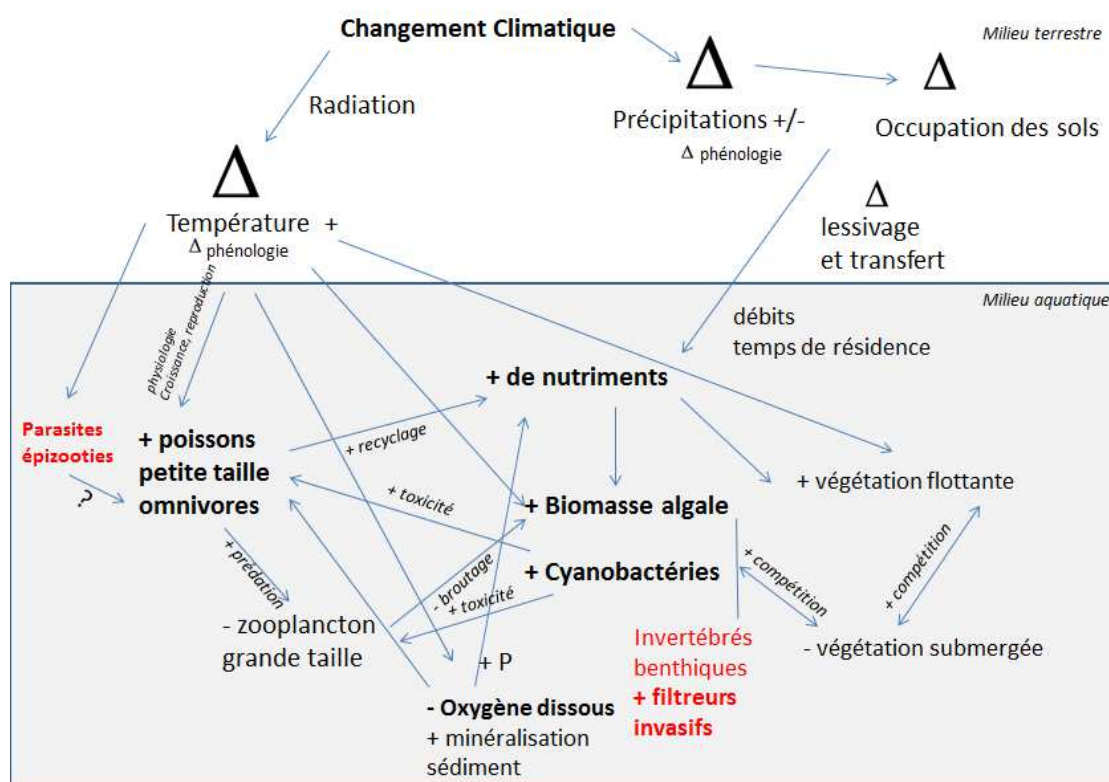 Changement Climatique
Milieu terrestre
Δ
Δ
Radiation
Précipitations +/-
Δ phénologie
Occupation des sols
Δ
Température +
Δ phénologie
Δ
lessivage
et transfert
Milieu aquatique
physiologie
Croissance, reproduction
débits
temps de résidence
+ de nutriments
Parasites
épizooties
+ poissons
petite taille
omnivores
+ recyclage
?
+ toxicité
+ Biomasse algale
+ végétation flottante
+ Cyanobactéries
+ prédation
- broutage
+ toxicité
+ compétition
+ compétition
- zooplancton
grande taille
Invertébrés
benthiques
+ filtreurs
invasifs
- végétation submergée
+ P
- Oxygène dissous
+ minéralisation
sédiment